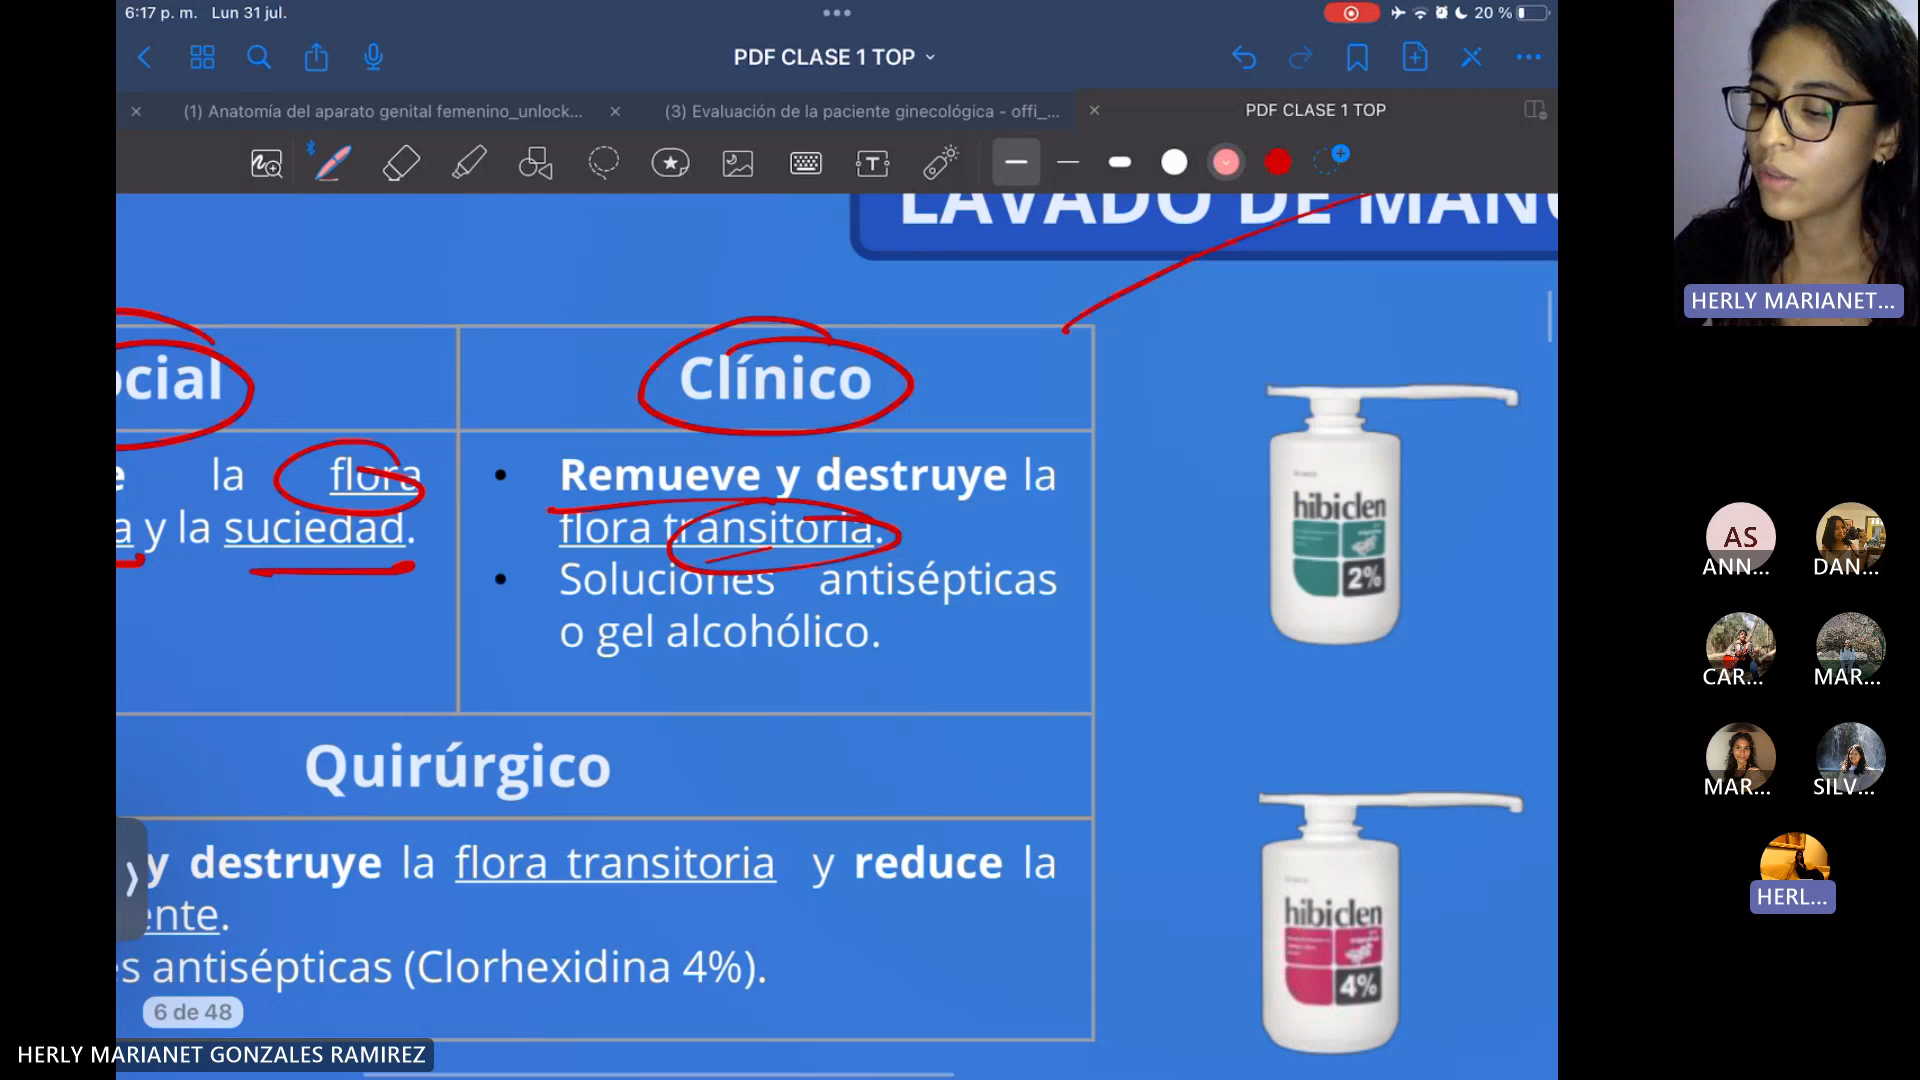 6:17 p. m. Lun 31 jul.
20 %
PDF CLASE 1 TOP
(1) Anatomía del aparato genital femenino_unlock...
(3) Evaluación de la paciente ginecológica - offi_...
PDF CLASE 1 TOP
LAVADO DE MANO
ocial
Clínico
e la flora
a y la suciedad.
• Remueve y destruye la
flora transitoria.
• Soluciones antisépticas
o gel alcohólico.
Quirúrgico
y destruye la flora transitoria y reduce la
ente.
s antisépticas (Clorhexidina 4%).
hibiclen
2%
hibiclen
4%
6 de 48
HERLY MARIANET GONZALES RAMIREZ
HERLY MARIANET...
AS
ANN...
DAN...
CAR...
MAR...
MAR...
SILV...
HERL...